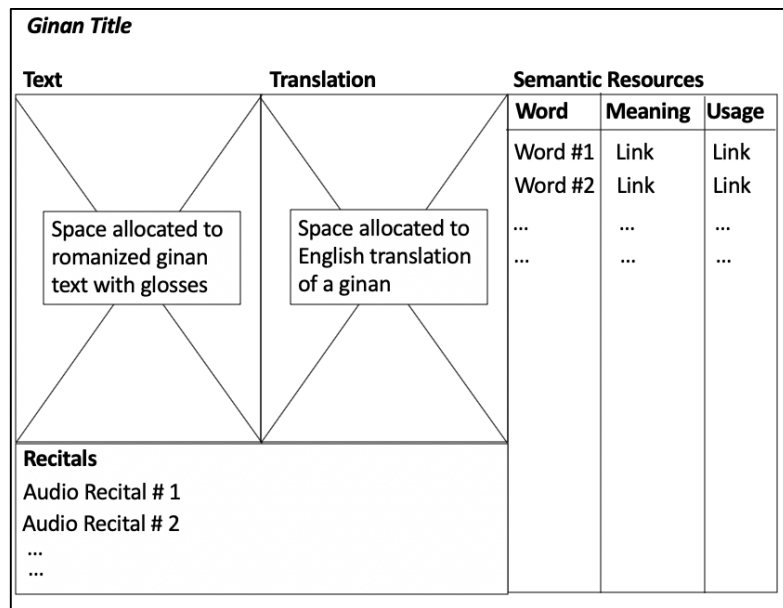 Ginan Title
Text
Translation
Semantic Resources
Space allocated to
romanized ginan
text with glosses
Space allocated to
English translation
of a ginan
Word Meaning Usage
Word #1 Link Link
Word #2 Link Link
... ... ...
... ... ...
Recitals
Audio Recital # 1
Audio Recital # 2
...
...